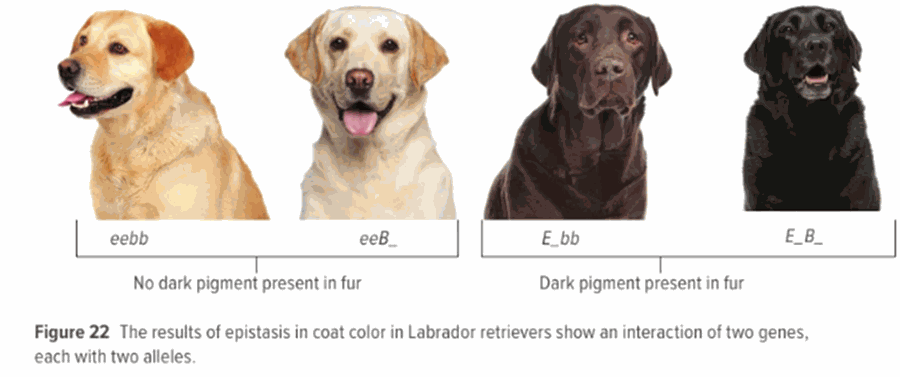 eebb eeB_ E_bb E_B_
No dark pigment present in fur Dark pigment present in fur
Figure 22 The results of epistasis in coat color in Labrador retrievers show an interaction of two genes,
each with two alleles.